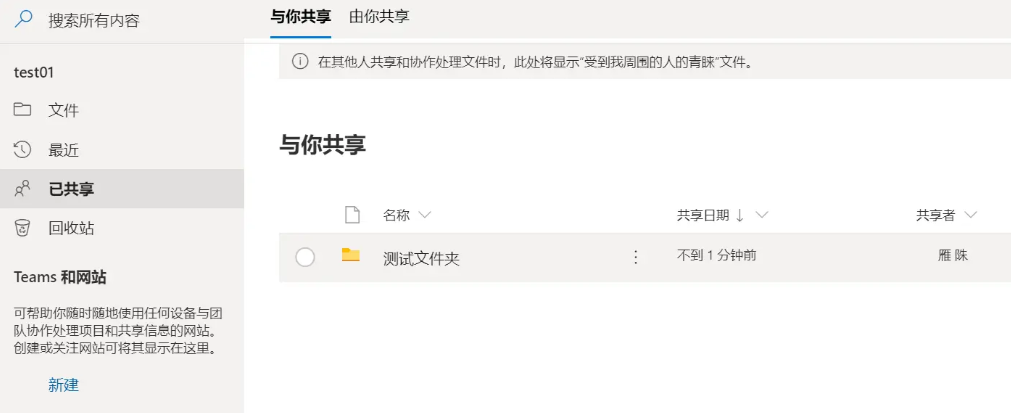 搜索所有内容
与你共享 由你共享
在其他人共享和协作处理文件时，此处将显示“受到我周围的人的青睐”文件。
test01
文件
最近
已共享
回收站
Teams 和网站
可帮助你随时随地使用任何设备与团
队协作处理项目和共享信息的网站。
创建或关注网站可将其显示在这里。
新建
与你共享
名称 共享日期 共享者
测试文件夹 不到 1 分钟前 雁 眿